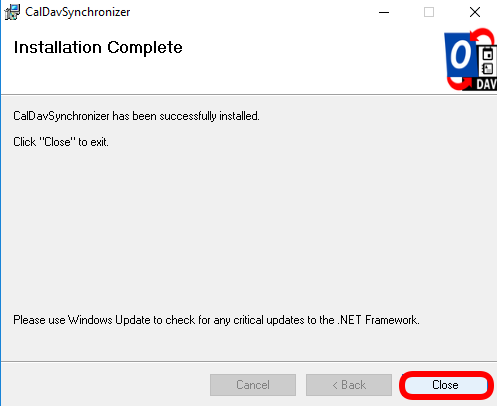 CalDavSynchronizer
Installation Complete
O
DAV
CalDavSynchronizer has been successfully installed.
Click "Close" to exit.
Please use Windows Update to check for any critical updates to the .NET Framework.
Cancel
< Back
Close